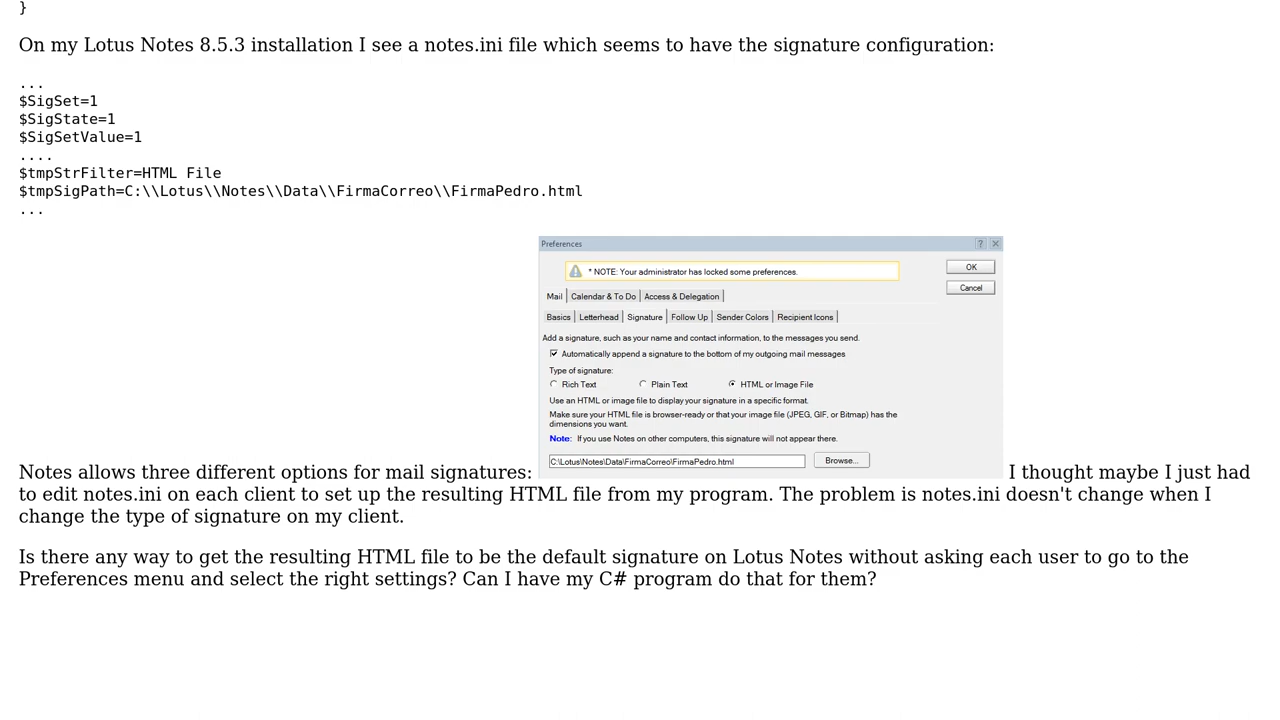 }
On my Lotus Notes 8.5.3 installation I see a notes.ini file which seems to have the signature configuration:
...
$SigSet=1
$SigState=1
$SigSetValue=1
....
$tmpStrFilter=HTML File
$tmpSigPath=C:\\Lotus\\Notes\\Data\\FirmaCorreo\\FirmaPedro.html
...
Preferences ? ×
* NOTE: Your administrator has locked some preferences.
OK
Cancel
Mail Calendar & To Do Access & Delegation
Basics Letterhead Signature Follow Up Sender Colors Recipient Icons
Add a signature, such as your name and contact information, to the messages you send.
Automatically append a signature to the bottom of my outgoing mail messages
Type of signature:
Rich Text Plain Text HTML or Image File
Use an HTML or image file to display your signature in a specific format.
Make sure your HTML file is browser-ready or that your image file (JPEG, GIF, or Bitmap) has the
dimensions you want.
Note: If you use Notes on other computers, this signature will not appear there.
C:\Lotus\Notes\Data\FirmaCorreo\FirmaPedro.html Browse...
Notes allows three different options for mail signatures: I thought maybe I just had
to edit notes.ini on each client to set up the resulting HTML file from my program. The problem is notes.ini doesn't change when I
change the type of signature on my client.
Is there any way to get the resulting HTML file to be the default signature on Lotus Notes without asking each user to go to the
Preferences menu and select the right settings? Can I have my C# program do that for them?